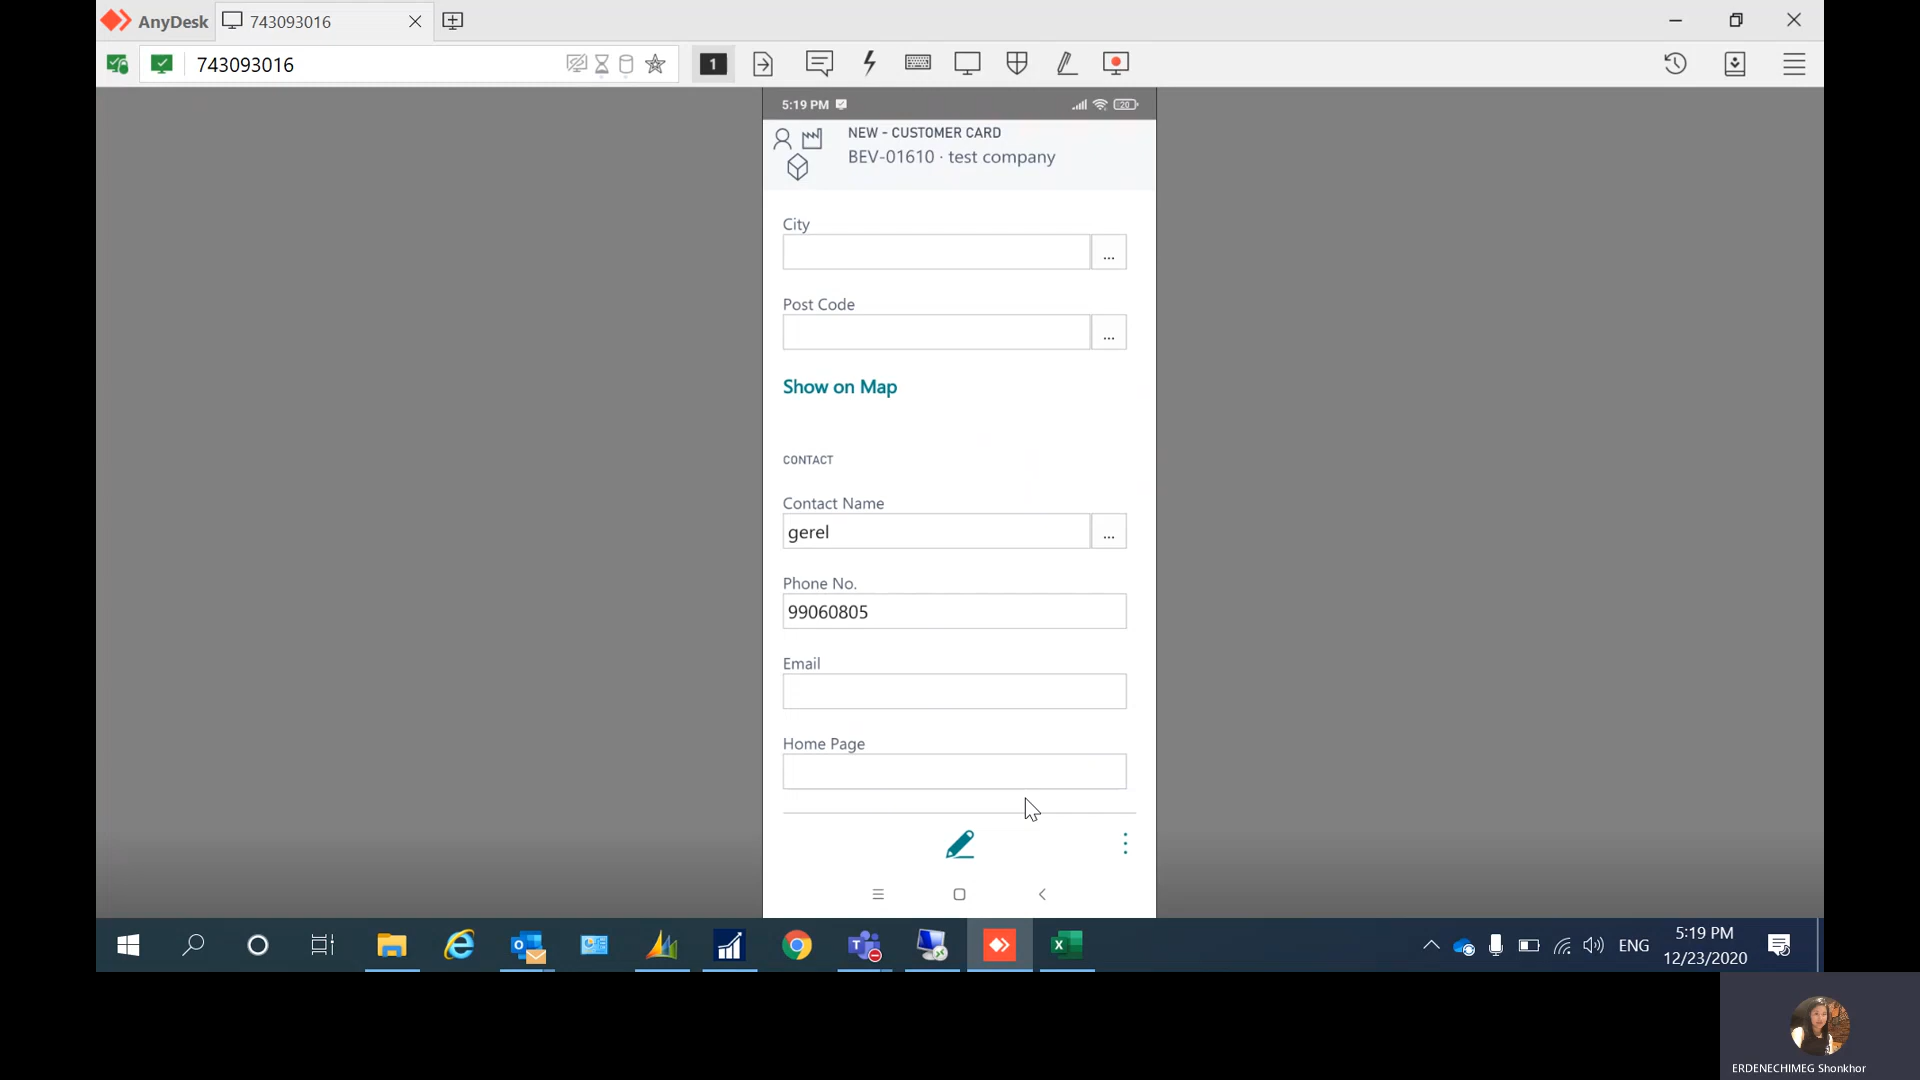 AnyDesk
743093016
743093016
1
5:19 PM
20
NEW - CUSTOMER CARD
BEV-01610 · test company
City
...
Post Code
...
Show on Map
CONTACT
Contact Name
gerel
...
Phone No.
99060805
Email
Home Page
ENG
5:19 PM
12/23/2020
ERDENECHIMEG Shonkhor